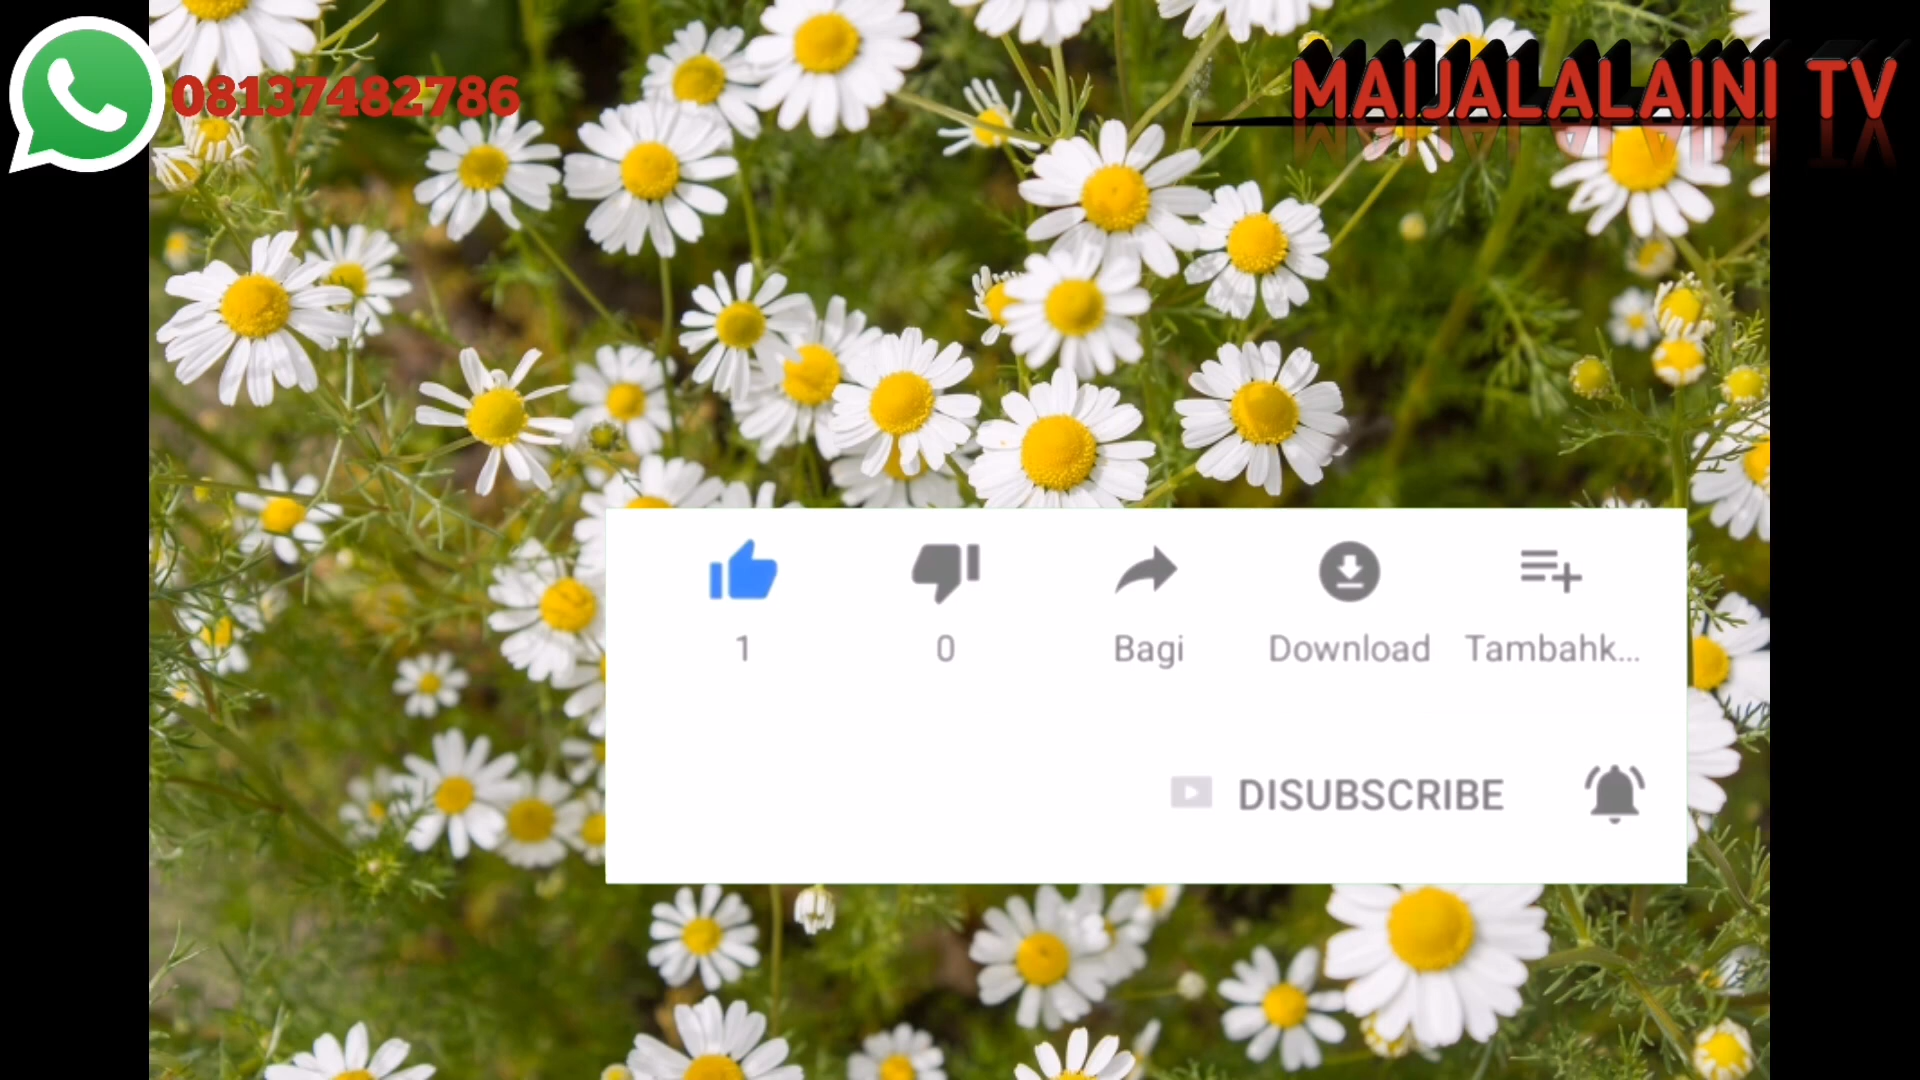 08137482786
MAIJALALAINI TV
1
0
Bagi
Download
Tambahk...
DISUBSCRIBE